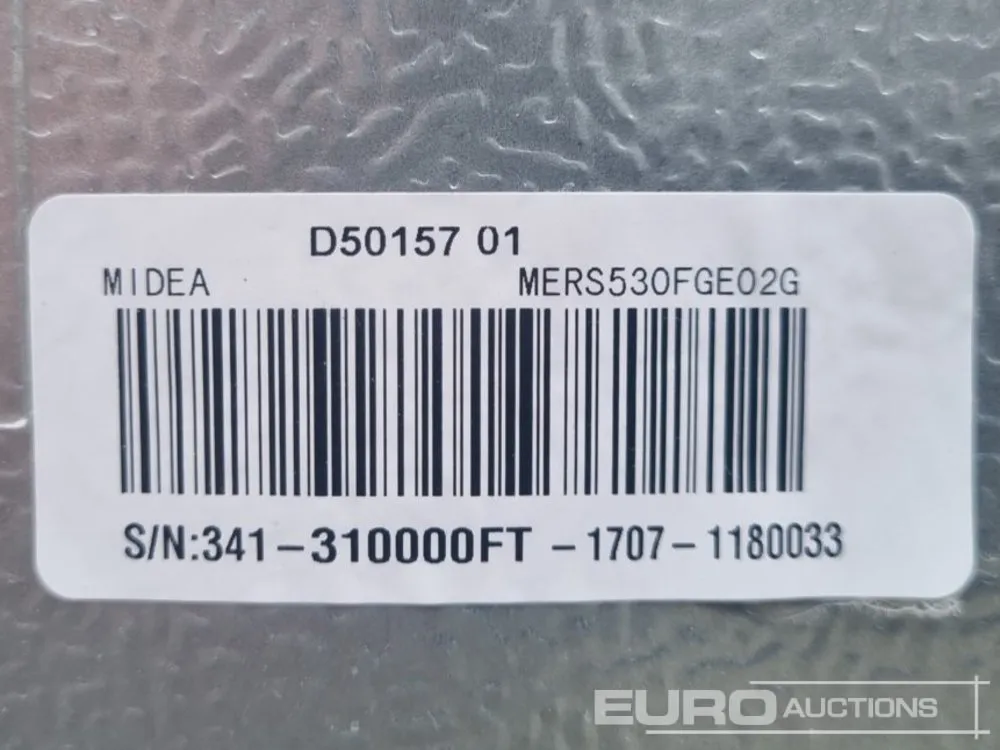 D50157 01
MIDEA MERS530FGE02G
S/N:341-310000FT-1707-1180033
EURO AUCTIONS